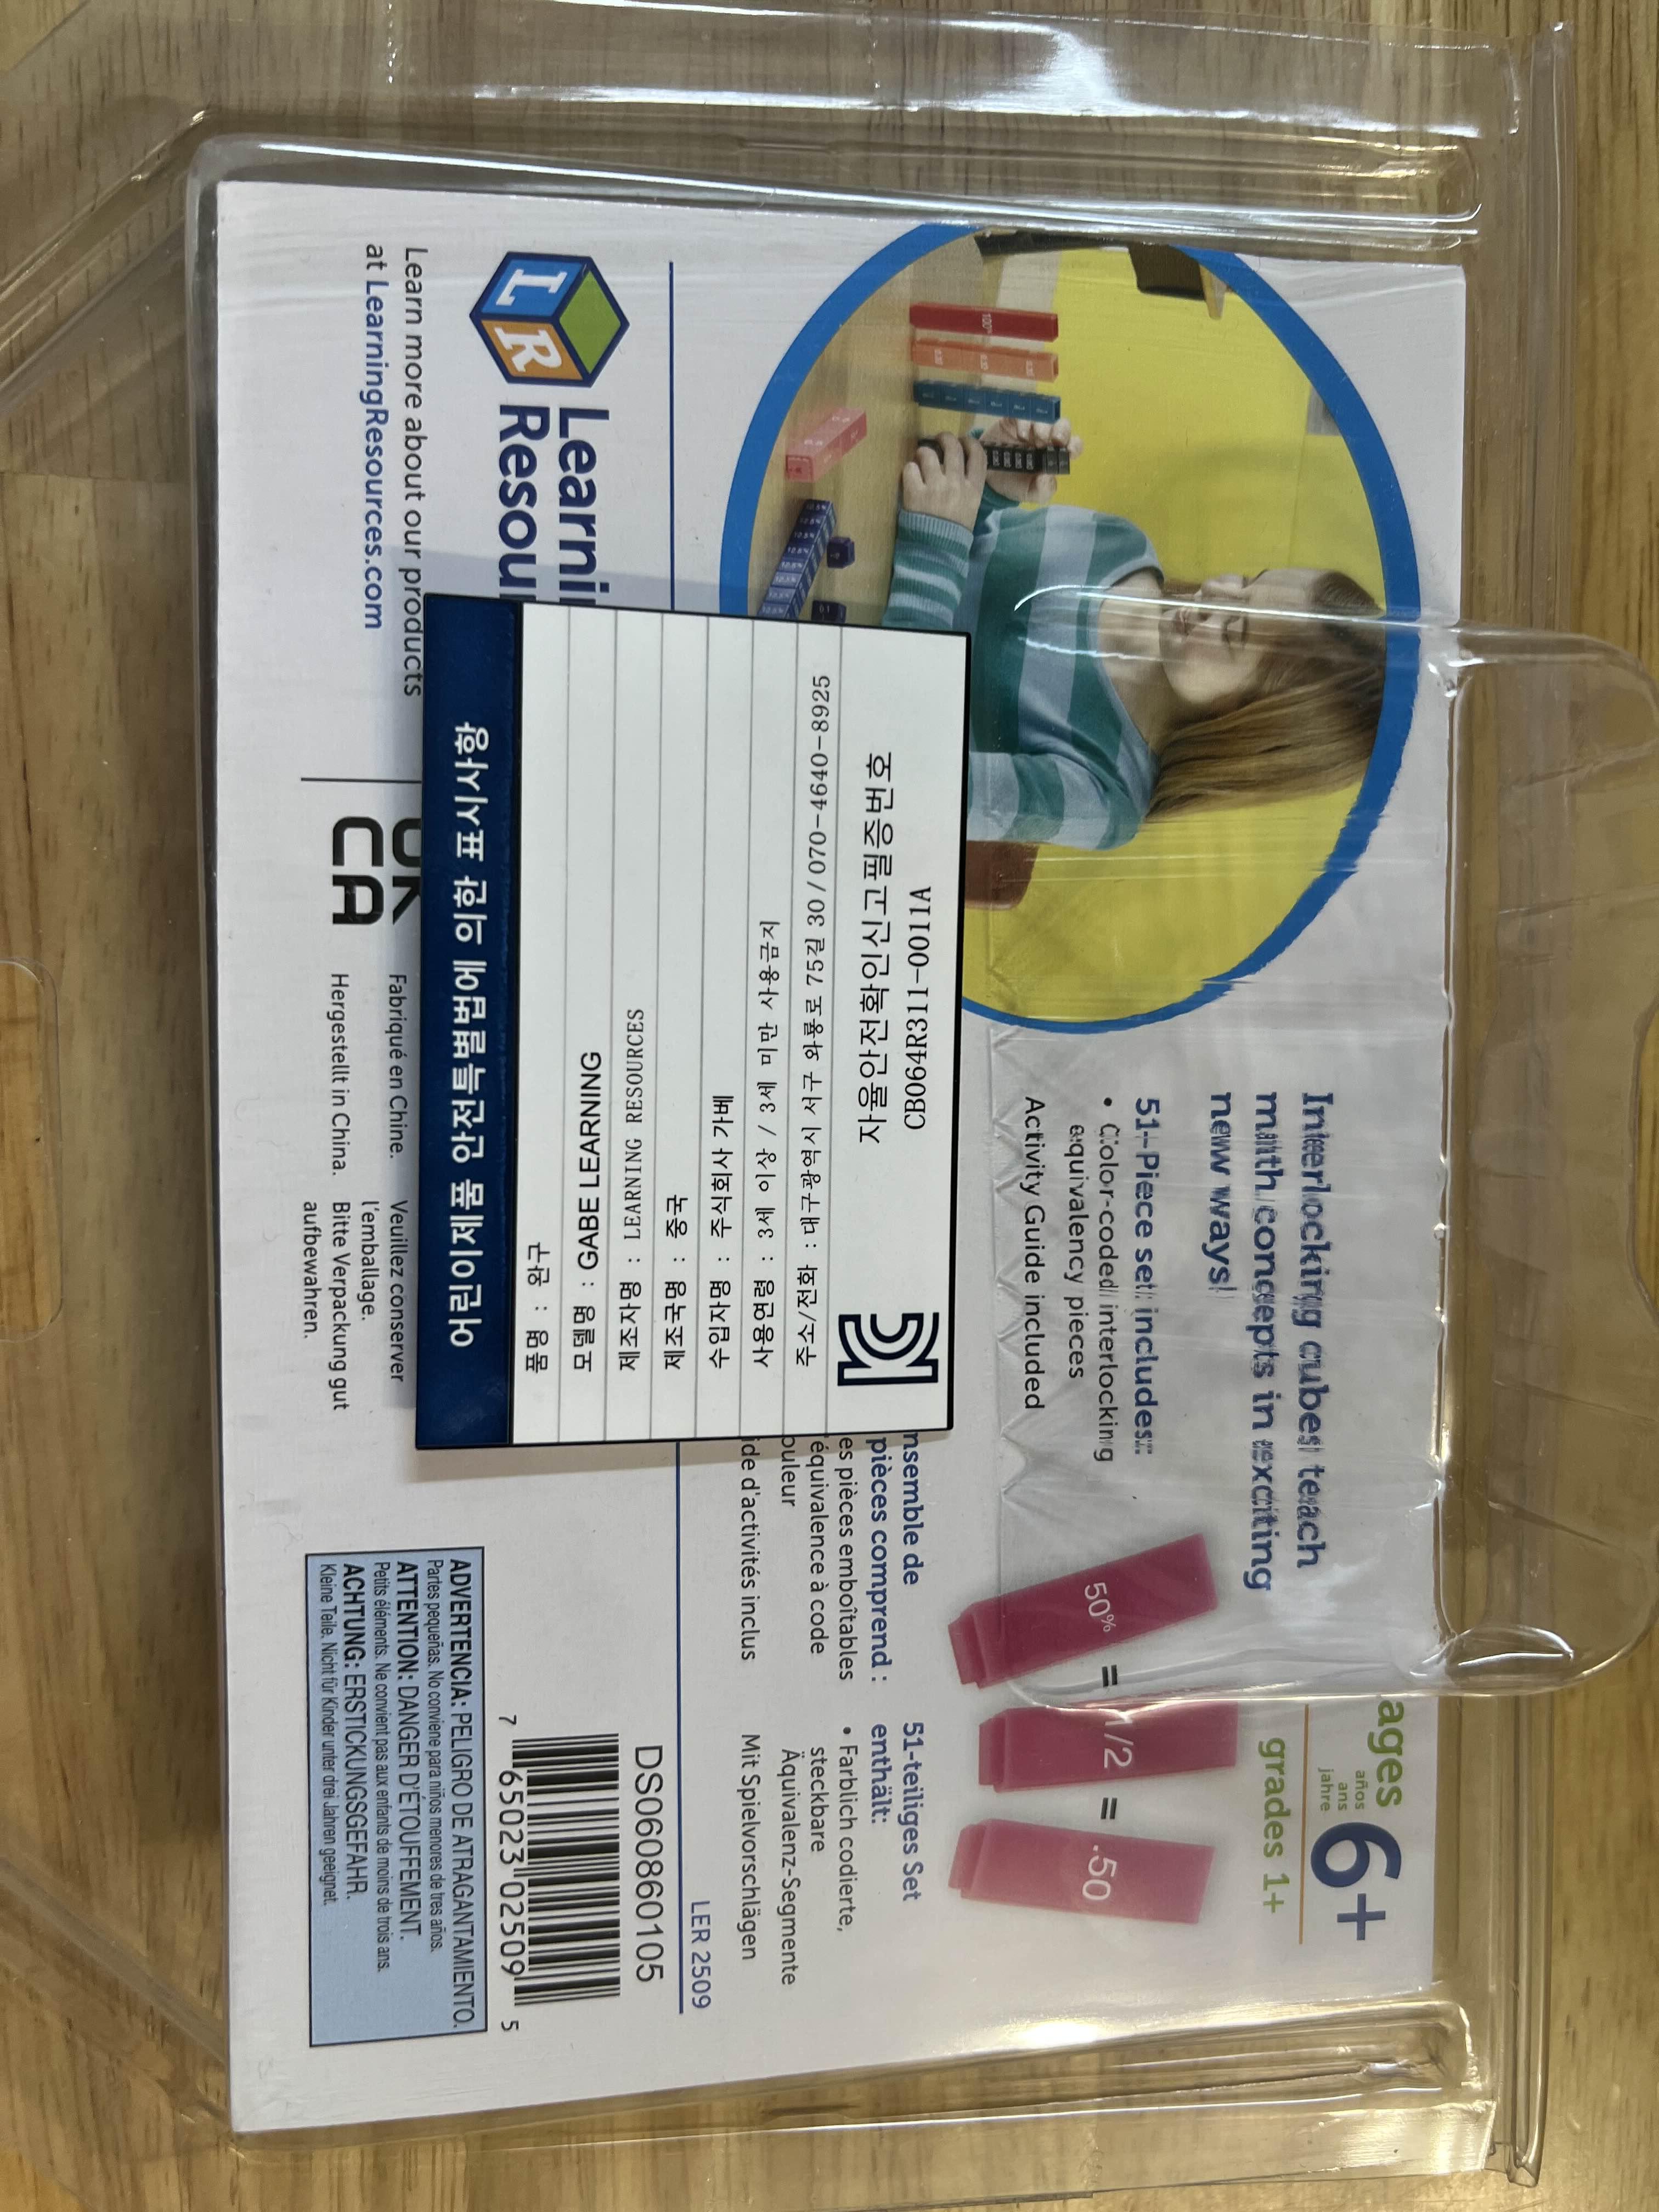 ages
años
ans
jahre
6+
grades 1+
Interlocking cubes teach
math concepts in exciting
new ways!
51-Piece set includes:
• Color-coded interlocking
equivalency pieces
Activity Guide included
50% = 1/2 = .50
100%
nsemble de
pièces comprend :
es pièces emboîtables
équivalence à code
ouleur
ide d'activités inclus
51-teiliges Set
enthält:
• Farblich codierte,
steckbare
Äquivalenz-Segmente
Mit Spielvorschlägen
LER 2509
LR
Learni
Resou
Learn more about our products
at LearningResources.com
UK
CA
Fabriqué en Chine.
Hergestellt in China.
Veuillez conserver
l'emballage.
Bitte Verpackung gut
aufbewahren.
DS060860105
7 65023 02509 5
ADVERTENCIA: PELIGRO DE ATRAGANTAMIENTO.
Partes pequeñas. No conviene para niños menores de tres años.
ATTENTION: DANGER D'ÉTOUFFEMENT.
Petits éléments. Ne convient pas aux enfants de moins de trois ans.
ACHTUNG: ERSTICKUNGSGEFAHR.
Kleine Teile. Nicht für Kinder unter drei Jahren geeignet.
어린이제품 안전특별법에 의한 표시사항
품 명 : 완구
모델명 : GABE LEARNING
제조자명 : LEARNING RESOURCES
제조국명 : 중국
수입자명 : 주식회사 가베
사용연령 : 3세 이상 / 3세 미만 사용금지
주소/전화 : 대구광역시 서구 와룡로 75길 30 / 070-4640-8925
자율안전확인신고필증번호
CB064R311-0011A